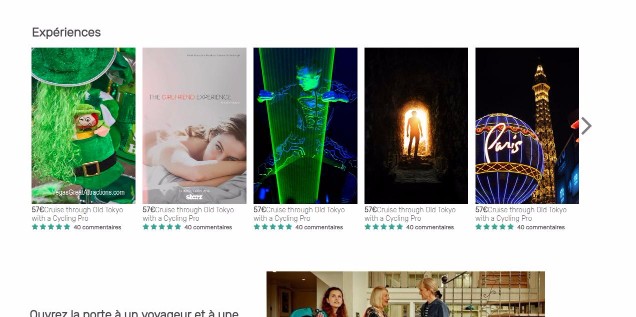 Expériences
VegasGreatAttractions.com
THE GIRLFRIEND EXPERIENCE
starz
Paris
57€Cruise through Old Tokyo
with a Cycling Pro
40 commentaires
57€Cruise through Old Tokyo
with a Cycling Pro
40 commentaires
57€Cruise through Old Tokyo
with a Cycling Pro
40 commentaires
57€Cruise through Old Tokyo
with a Cycling Pro
40 commentaires
57€Cruise through Old Tokyo
with a Cycling Pro
40 commentaires
Ouvrez la porte à un voyageur et à une